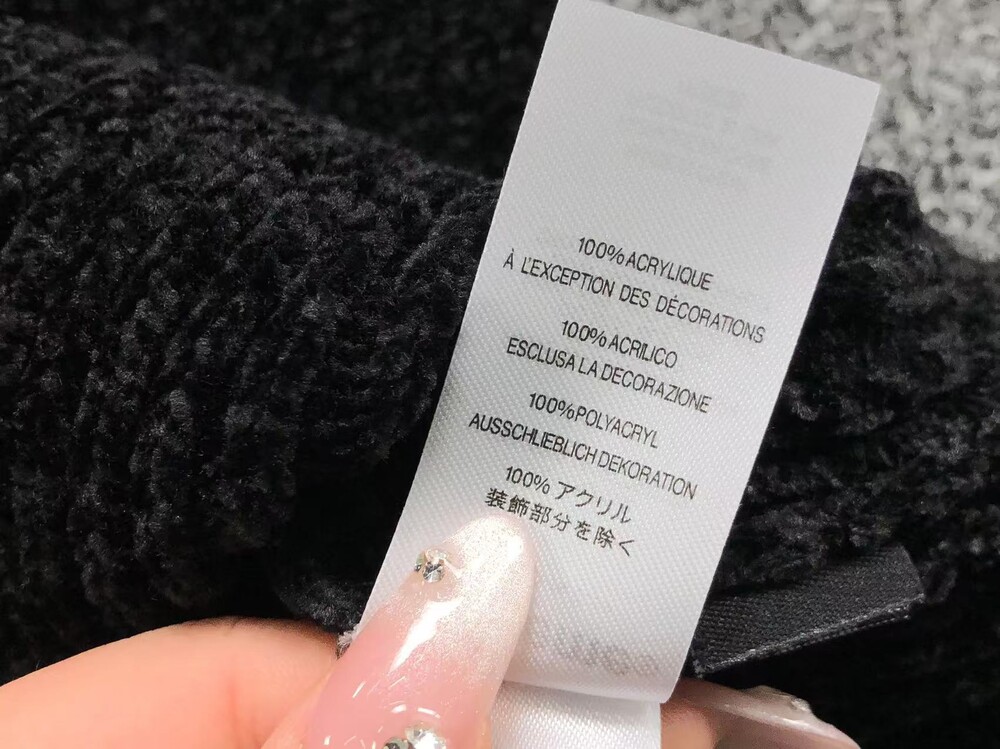 100% ACRYLIQUE
À L'EXCEPTION DES DÉCORATIONS
100% ACRILICO
ESCLUSA LA DECORAZIONE
100% POLYACRYL
AUSSCHLIEBLICH DEKORATION
100% アクリル
装飾部分を除く